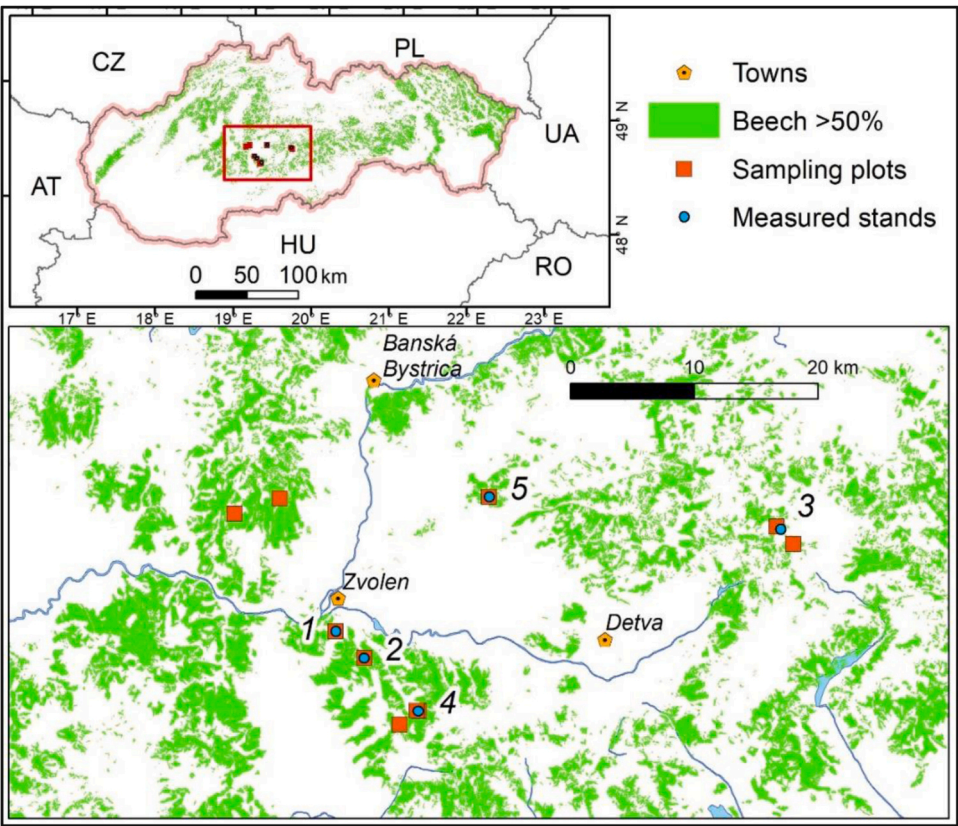 CZ
PL
UA
AT
HU
RO
49 N
48 N
0 50 100 km
17° E 18° E 19° E 20° E 21° E 22° E 23° E
Towns
Beech >50%
Sampling plots
Measured stands
Banská
Bystrica
0 10 20 km
5
3
Zvolen
1
2
Detva
4